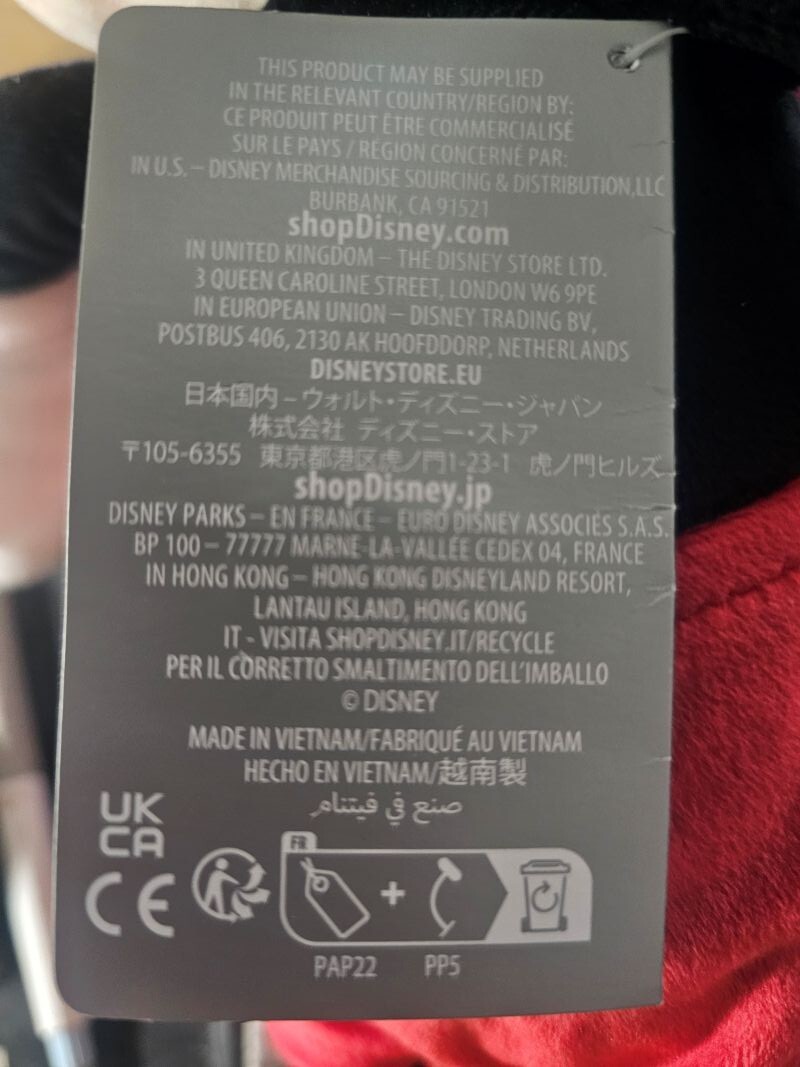 THIS PRODUCT MAY BE SUPPLIED
IN THE RELEVANT COUNTRY/REGION BY:
CE PRODUIT PEUT ÊTRE COMMERCIALISÉ
SUR LE PAYS / RÉGION CONCERNÉ PAR:
IN U.S. – DISNEY MERCHANDISE SOURCING & DISTRIBUTION,LLC
BURBANK, CA 91521
shopDisney.com
IN UNITED KINGDOM – THE DISNEY STORE LTD.
3 QUEEN CAROLINE STREET, LONDON W6 9PE
IN EUROPEAN UNION – DISNEY TRADING BV,
POSTBUS 406, 2130 AK HOOFDDORP, NETHERLANDS
DISNEYSTORE.EU
日本国内 – ウォルト・ディズニー・ジャパン
株式会社 ディズニー・ストア
〒105-6355 東京都港区虎ノ門1-23-1 虎ノ門ヒルズ
shopDisney.jp
DISNEY PARKS – EN FRANCE – EURO DISNEY ASSOCIÉS S.A.S.
BP 100 – 77777 MARNE-LA-VALLÉE CEDEX 04, FRANCE
IN HONG KONG – HONG KONG DISNEYLAND RESORT,
LANTAU ISLAND, HONG KONG
IT - VISITA SHOPDISNEY.IT/RECYCLE
PER IL CORRETTO SMALTIMENTO DELL'IMBALLO
© DISNEY
MADE IN VIETNAM/FABRIQUÉ AU VIETNAM
HECHO EN VIETNAM/越南製
صنع في فيتنام
UK
CA
CE
FR
+
PAP22 PP5